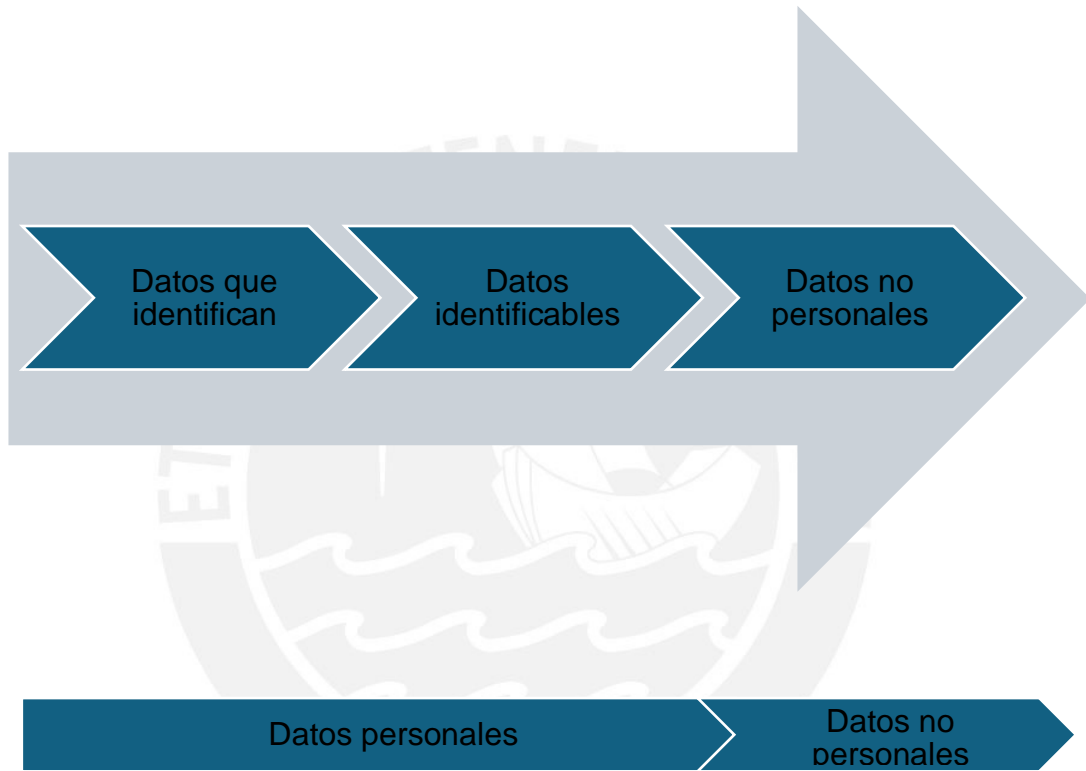 Datos que
identifican
Datos
identificables
Datos no
personales
Datos personales
Datos no
personales